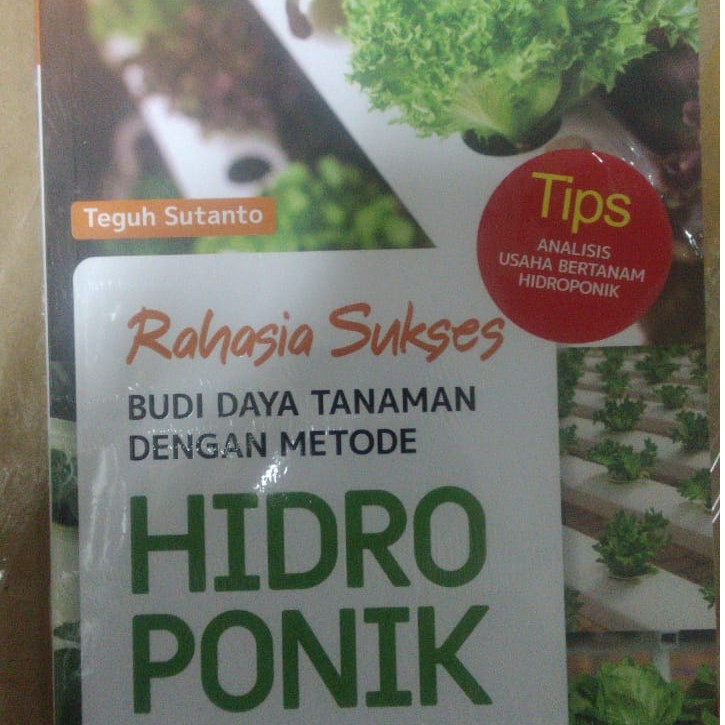 Teguh Sutanto
Tips
ANALISIS
USAHA BERTANAM
HIDROPONIK
Rahasia Sukses
BUDI DAYA TANAMAN
DENGAN METODE
HIDRO
PONIK